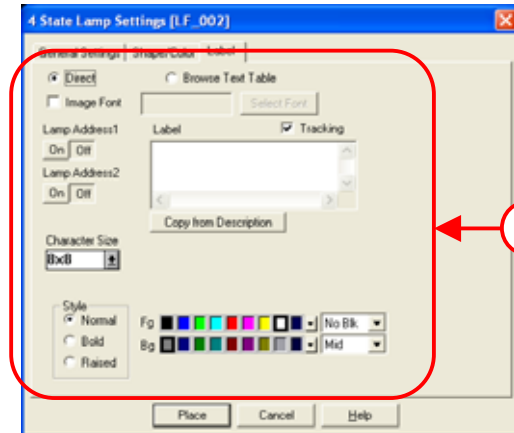 4 State Lamp Settings [LF_002]
General Settings Shape/Color Label
Direct Browse Text Table
Image Font Select Font
Lamp Address1 Label Tracking
On Off
Lamp Address2
On Off
Copy from Description
Character Size
8x8
Style
Normal Fg No Blk
Bold Bg Mid
Raised
Place Cancel Help